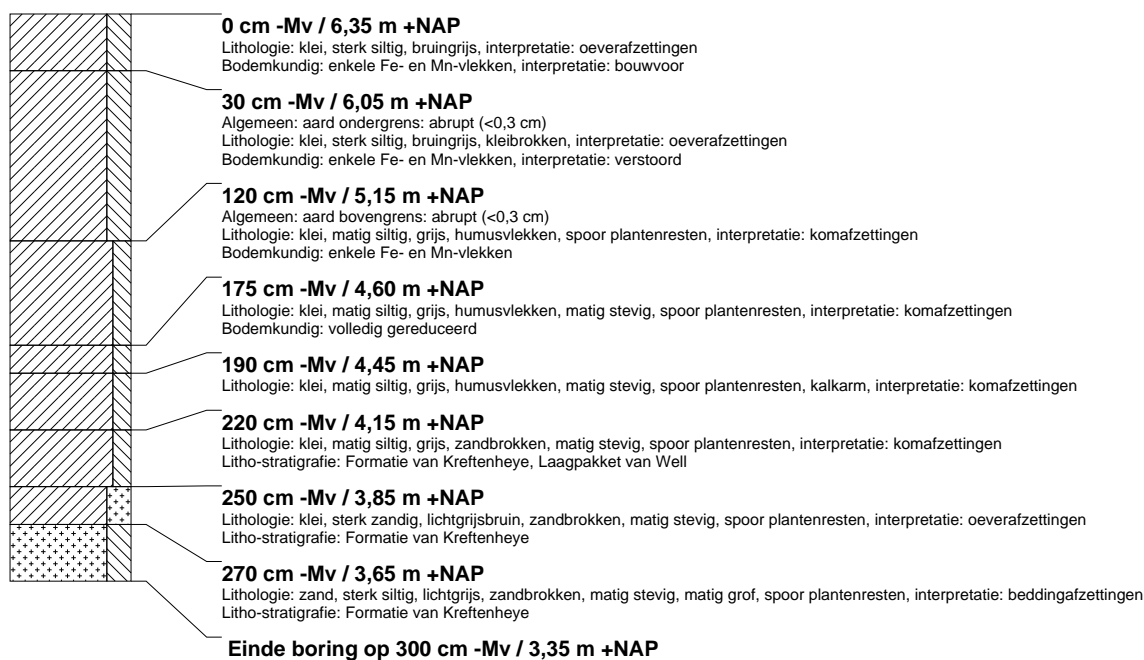 0 cm -Mv / 6,35 m +NAP
Lithologie: klei, sterk siltig, bruingrijs, interpretatie: oeverafzettingen
Bodemkundig: enkele Fe- en Mn-vlekken, interpretatie: bouwvoor
30 cm -Mv / 6,05 m +NAP
Algemeen: aard ondergrens: abrupt (<0,3 cm)
Lithologie: klei, sterk siltig, bruingrijs, kleibrokken, interpretatie: oeverafzettingen
Bodemkundig: enkele Fe- en Mn-vlekken, interpretatie: verstoord
120 cm -Mv / 5,15 m +NAP
Algemeen: aard bovengrens: abrupt (<0,3 cm)
Lithologie: klei, matig siltig, grijs, humusvlekken, spoor plantenresten, interpretatie: komafzettingen
Bodemkundig: enkele Fe- en Mn-vlekken
175 cm -Mv / 4,60 m +NAP
Lithologie: klei, matig siltig, grijs, humusvlekken, matig stevig, spoor plantenresten, interpretatie: komafzettingen
Bodemkundig: volledig gereduceerd
190 cm -Mv / 4,45 m +NAP
Lithologie: klei, matig siltig, grijs, humusvlekken, matig stevig, spoor plantenresten, kalkarm, interpretatie: komafzettingen
220 cm -Mv / 4,15 m +NAP
Lithologie: klei, matig siltig, grijs, zandbrokken, matig stevig, spoor plantenresten, interpretatie: komafzettingen
Litho-stratigrafie: Formatie van Kreftenheye, Laagpakket van Well
250 cm -Mv / 3,85 m +NAP
Lithologie: klei, sterk zandig, lichtgrijsbruin, zandbrokken, matig stevig, spoor plantenresten, interpretatie: oeverafzettingen
Litho-stratigrafie: Formatie van Kreftenheye
270 cm -Mv / 3,65 m +NAP
Lithologie: zand, sterk siltig, lichtgrijs, zandbrokken, matig stevig, matig grof, spoor plantenresten, interpretatie: beddingafzettingen
Litho-stratigrafie: Formatie van Kreftenheye
Einde boring op 300 cm -Mv / 3,35 m +NAP